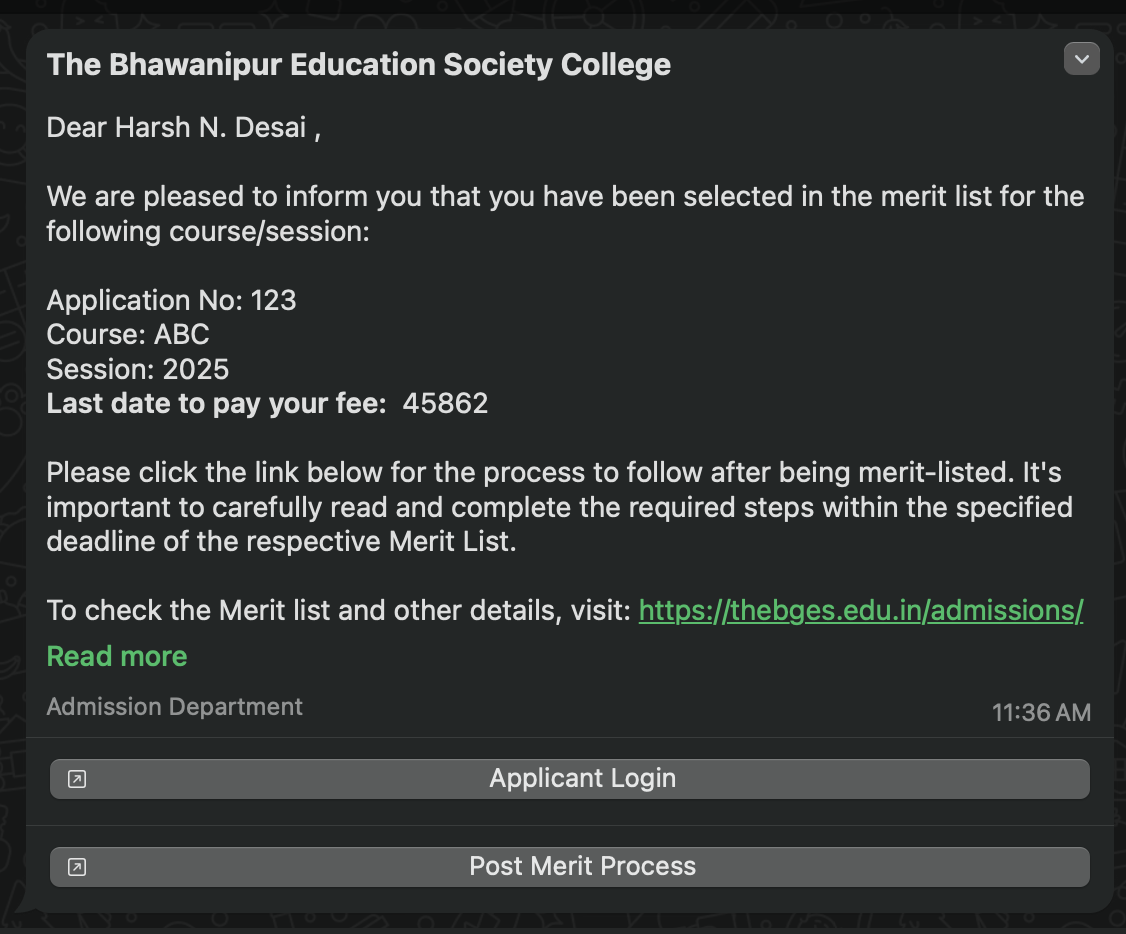 The Bhawanipur Education Society College
Dear Harsh N. Desai ,
We are pleased to inform you that you have been selected in the merit list for the
following course/session:
Application No: 123
Course: ABC
Session: 2025
Last date to pay your fee:  45862
Please click the link below for the process to follow after being merit-listed. It's
important to carefully read and complete the required steps within the specified
deadline of the respective Merit List.
To check the Merit list and other details, visit: https://thebges.edu.in/admissions/
Read more
Admission Department
11:36 AM
Applicant Login
Post Merit Process